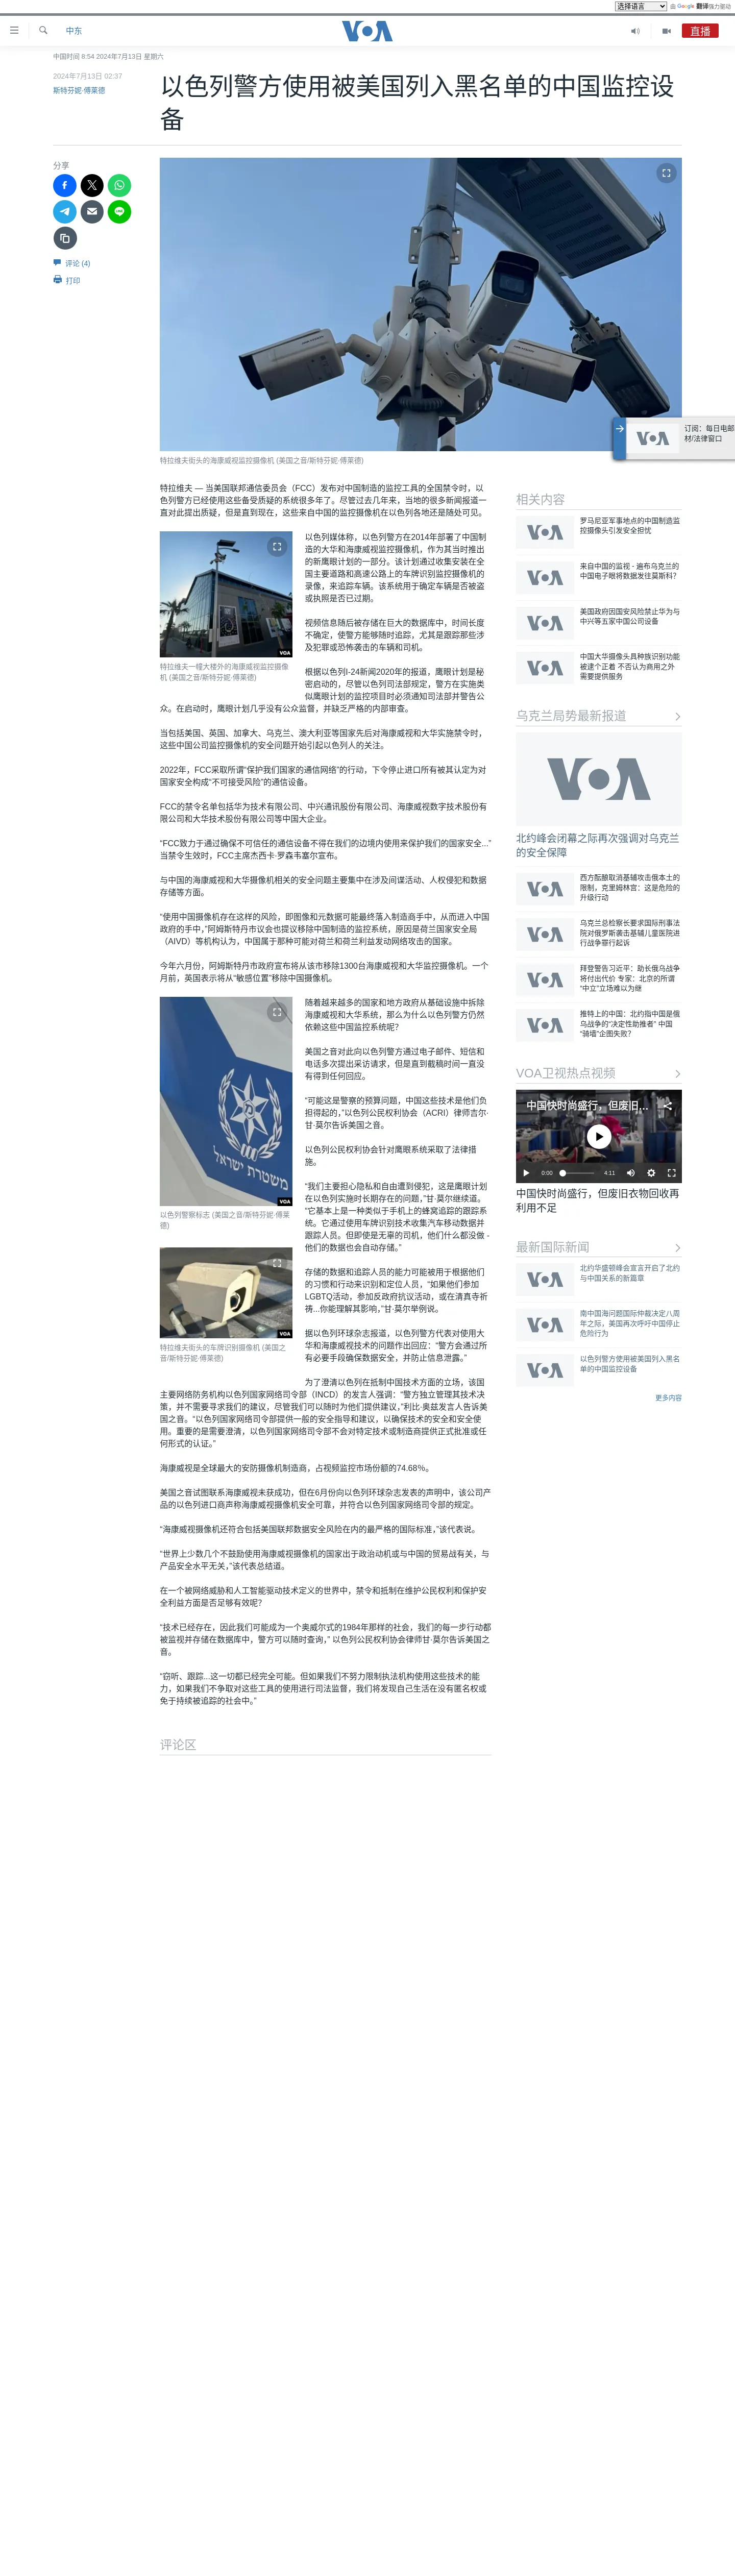 选择语言 由 Google 翻译强力驱动
中东
VOA
直播
中国时间 8:54 2024年7月13日 星期六
2024年7月13日 02:37
斯特芬妮·傅莱德
以色列警方使用被美国列入黑名单的中国监控设
备
分享
评论 (4)
打印
特拉维夫街头的海康威视监控摄像机 (美国之音/斯特芬妮·傅莱德)
订阅：每日电邮
材/法律窗口
特拉维夫 — 当美国联邦通信委员会（FCC）发布对中国制造的监控工具的全国禁令时，以
色列警方已经使用这些备受质疑的系统很多年了。尽管过去几年来，当地的很多新闻报道一
直对此提出质疑，但是直到现在，这些来自中国的监控摄像机在以色列各地还是随处可见。
VOA
特拉维夫一幢大楼外的海康威视监控摄像
机 (美国之音/斯特芬妮·傅莱德)
以色列媒体称，以色列警方在2014年部署了中国制
造的大华和海康威视监控摄像机，作为其当时推出
的新鹰眼计划的一部分。该计划通过收集安装在全
国主要道路和高速公路上的车牌识别监控摄像机的
录像，来追踪车辆。该系统用于确定车辆是否被盗
或执照是否已过期。
视频信息随后被存储在巨大的数据库中，时间长度
不确定，使警方能够随时追踪，尤其是跟踪那些涉
及犯罪或恐怖袭击的车辆和司机。
根据以色列I-24新闻2020年的报道，鹰眼计划是秘
密启动的，尽管以色列司法部规定，警方在实施类
似鹰眼计划的监控项目时必须通知司法部并警告公
众。在启动时，鹰眼计划几乎没有公众监督，并缺乏严格的内部审查。
当包括美国、英国、加拿大、乌克兰、澳大利亚等国家先后对海康威视和大华实施禁令时，
这些中国公司监控摄像机的安全问题开始引起以色列人的关注。
2022年，FCC采取所谓“保护我们国家的通信网络”的行动，下令停止进口所有被其认定为对
国家安全构成“不可接受风险”的通信设备。
FCC的禁令名单包括华为技术有限公司、中兴通讯股份有限公司、海康威视数字技术股份有
限公司和大华技术股份有限公司等中国大企业。
“FCC致力于通过确保不可信任的通信设备不得在我们的边境内使用来保护我们的国家安全...”
当禁令生效时，FCC主席杰西卡·罗森韦塞尔宣布。
与中国的海康威视和大华摄像机相关的安全问题主要集中在涉及间谍活动、人权侵犯和数据
存储等方面。
“使用中国摄像机存在这样的风险，即图像和元数据可能最终落入制造商手中，从而进入中国
政府的手中，”阿姆斯特丹市议会也提议移除中国制造的监控系统，原因是荷兰国家安全局
（AIVD）等机构认为，中国属于那种可能对荷兰和荷兰利益发动网络攻击的国家。
今年六月份，阿姆斯特丹市政府宣布将从该市移除1300台海康威视和大华监控摄像机。一个
月前，英国表示将从“敏感位置”移除中国摄像机。
משטרת ישראל
VOA
以色列警察标志 (美国之音/斯特芬妮·傅莱
德)
VOA
特拉维夫街头的车牌识别摄像机 (美国之
音/斯特芬妮·傅莱德)
随着越来越多的国家和地方政府从基础设施中拆除
海康威视和大华系统，那么为什么以色列警方仍然
依赖这些中国监控系统呢？
美国之音对此向以色列警方通过电子邮件、短信和
电话多次提出采访请求，但是直到截稿时间一直没
有得到任何回应。
“可能这是警察的预算问题，中国这些技术是他们负
担得起的，”以色列公民权利协会（ACRI）律师吉尔·
甘·莫尔告诉美国之音。
以色列公民权利协会针对鹰眼系统采取了法律措
施。
“我们主要担心隐私和自由遭到侵犯，这是鹰眼计划
在以色列实施时长期存在的问题，”甘·莫尔继续道。
“它基本上是一种类似于手机上的蜂窝追踪的跟踪系
统。它通过使用车牌识别技术收集汽车移动数据并
跟踪人员。但即使是无辜的司机，他们什么都没做 -
他们的数据也会自动存储。”
存储的数据和追踪人员的能力可能被用于根据他们
的习惯和行动来识别和定位人员，“如果他们参加
LGBTQ活动，参加反政府抗议活动，或在清真寺祈
祷...你能理解其影响，”甘·莫尔举例说。
据以色列环球杂志报道，以色列警方代表对使用大
华和海康威视技术的问题作出回应：“警方会通过所
有必要手段确保数据安全，并防止信息泄露。”
为了澄清以色列在抵制中国技术方面的立场，该国
主要网络防务机构以色列国家网络司令部（INCD）的发言人强调：“警方独立管理其技术决
策，并不需要寻求我们的建议，尽管我们可以随时为他们提供建议，”利比·奥兹发言人告诉美
国之音。“以色列国家网络司令部提供一般的安全指导和建议，以确保技术的安全和安全使
用。重要的是需要澄清，以色列国家网络司令部不会对特定技术或制造商提供正式批准或任
何形式的认证。”
海康威视是全球最大的安防摄像机制造商，占视频监控市场份额的74.68%。
美国之音试图联系海康威视未获成功，但在6月份向以色列环球杂志发表的声明中，该公司产
品的以色列进口商声称海康威视摄像机安全可靠，并符合以色列国家网络司令部的规定。
“海康威视摄像机还符合包括美国联邦数据安全风险在内的最严格的国际标准，”该代表说。
“世界上少数几个不鼓励使用海康威视摄像机的国家出于政治动机或与中国的贸易战有关，与
产品安全水平无关，”该代表总结道。
在一个被网络威胁和人工智能驱动技术定义的世界中，禁令和抵制在维护公民权利和保护安
全利益方面是否足够有效呢？
“技术已经存在，因此我们可能成为一个奥威尔式的1984年那样的社会，我们的每一步行动都
被监视并存储在数据库中，警方可以随时查询，” 以色列公民权利协会律师甘·莫尔告诉美国之
音。
“窃听、跟踪...这一切都已经完全可能。但如果我们不努力限制执法机构使用这些技术的能
力，如果我们不争取对这些工具的使用进行司法监督，我们将发现自己生活在没有匿名权或
免于持续被追踪的社会中。”
评论区
相关内容
VOA
罗马尼亚军事地点的中国制造监
控摄像头引发安全担忧
VOA
来自中国的监视 - 遍布乌克兰的
中国电子眼将数据发往莫斯科?
VOA
美国政府因国安风险禁止华为与
中兴等五家中国公司设备
VOA
中国大华摄像头具种族识别功能
被逮个正着 不否认为商用之外
需要提供服务
乌克兰局势最新报道
VOA
北约峰会闭幕之际再次强调对乌克兰
的安全保障
VOA
西方酝酿取消基辅攻击俄本土的
限制，克里姆林宫：这是危险的
升级行动
VOA
乌克兰总检察长要求国际刑事法
院对俄罗斯袭击基辅儿童医院进
行战争罪行起诉
VOA
拜登警告习近平：助长俄乌战争
将付出代价 专家：北京的所谓
“中立”立场难以为继
VOA
推特上的中国：北约指中国是俄
乌战争的“决定性助推者” 中国
“骑墙”企图失败?
VOA卫视热点视频
中国快时尚盛行，但废旧...
0:00 4:11
中国快时尚盛行，但废旧衣物回收再
利用不足
最新国际新闻
VOA
北约华盛顿峰会宣言开启了北约
与中国关系的新篇章
VOA
南中国海问题国际仲裁决定八周
年之际，美国再次呼吁中国停止
危险行为
VOA
以色列警方使用被美国列入黑名
单的中国监控设备
更多内容